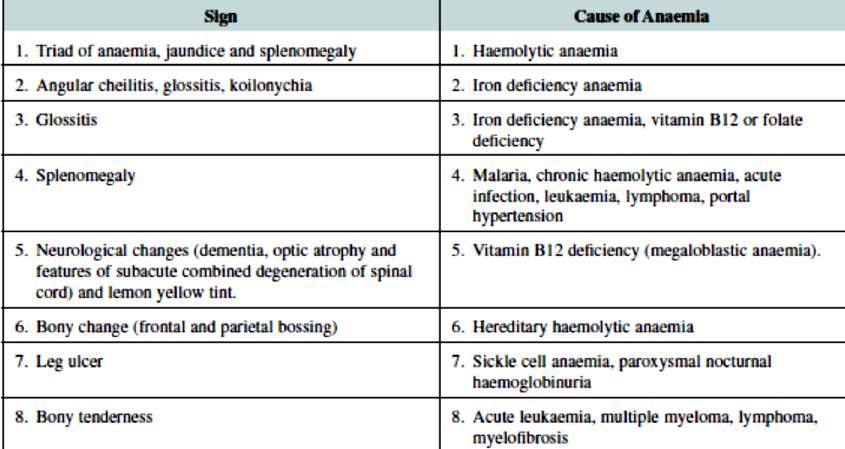 Sign
Cause of Anaemia
1. Triad of anaemia, jaundice and splenomegaly
1. Haemolytic anaemia
2. Angular cheilitis, glossitis, koilonychia
2. Iron deficiency anaemia
3. Glossitis
3. Iron deficiency anaemia, vitamin B12 or folate
deficiency
4. Splenomegaly
4. Malaria, chronic haemolytic anaemia, acute
infection, leukaemia, lymphoma, portal
hypertension
5. Neurological changes (dementia, optic atrophy and
features of subacute combined degeneration of spinal
cord) and lemon yellow tint.
5. Vitamin B12 deficiency (megaloblastic anaemia).
6. Bony change (frontal and parietal bossing)
6. Hereditary haemolytic anaemia
7. Leg ulcer
7. Sickle cell anaemia, paroxysmal nocturnal
haemoglobinuria
8. Bony tenderness
8. Acute leukaemia, multiple myeloma, lymphoma,
myelofibrosis